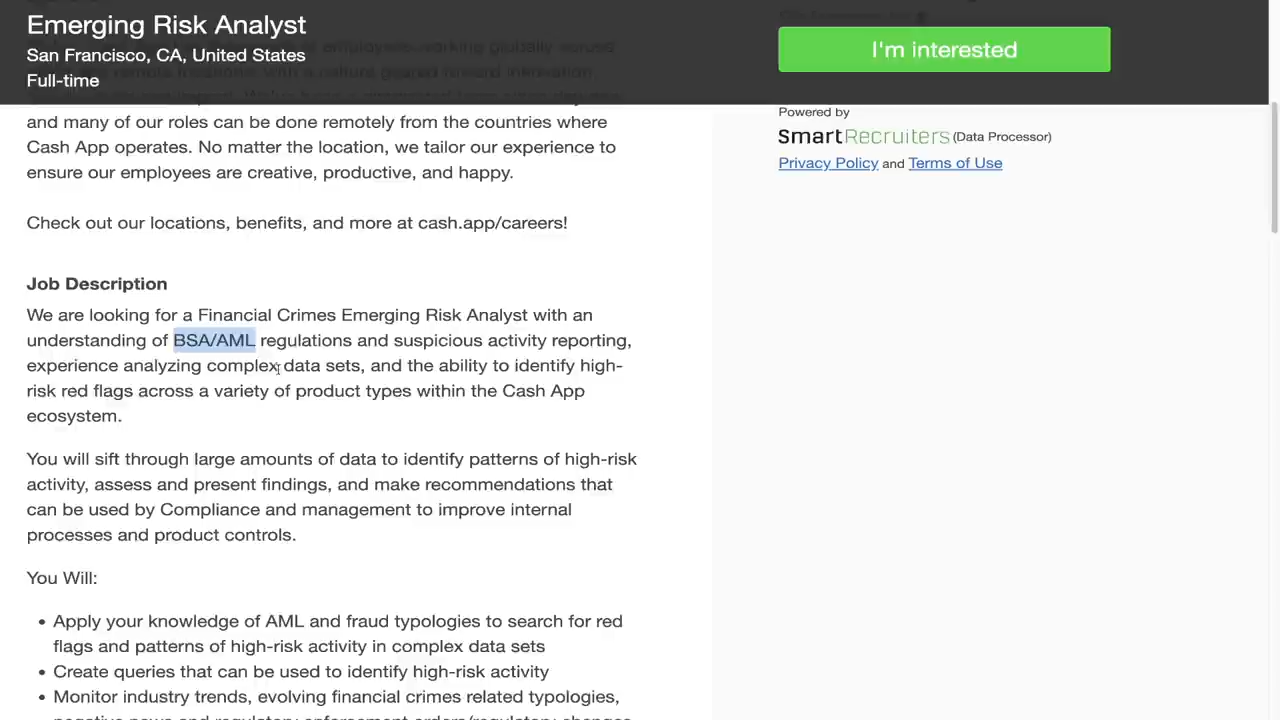 Emerging Risk Analyst
San Francisco, CA, United States
Full-time
I'm interested
and many of our roles can be done remotely from the countries where
Cash App operates. No matter the location, we tailor our experience to
ensure our employees are creative, productive, and happy.
Check out our locations, benefits, and more at cash.app/careers!
Job Description
We are looking for a Financial Crimes Emerging Risk Analyst with an
understanding of BSA/AML regulations and suspicious activity reporting,
experience analyzing complex data sets, and the ability to identify high-
risk red flags across a variety of product types within the Cash App
ecosystem.
You will sift through large amounts of data to identify patterns of high-risk
activity, assess and present findings, and make recommendations that
can be used by Compliance and management to improve internal
processes and product controls.
You Will:
• Apply your knowledge of AML and fraud typologies to search for red
flags and patterns of high-risk activity in complex data sets
• Create queries that can be used to identify high-risk activity
• Monitor industry trends, evolving financial crimes related typologies,
negative news and regulatory enforcement orders/regulatory changes
Powered by
SmartRecruiters (Data Processor)
Privacy Policy and Terms of Use